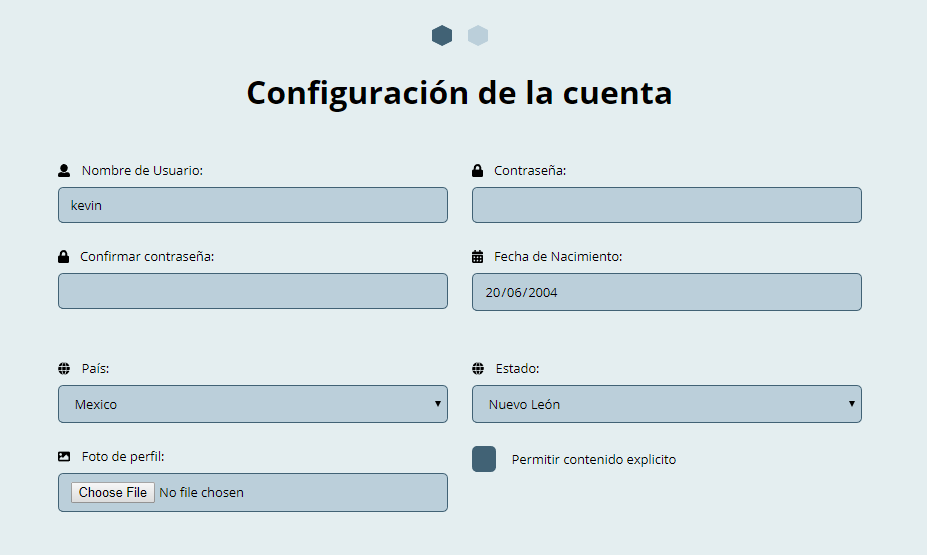 Configuración de la cuenta
Nombre de Usuario:
kevin
Contraseña:
Confirmar contraseña:
Fecha de Nacimiento:
20/06/2004
País:
Mexico
Estado:
Nuevo León
Foto de perfil:
Choose File No file chosen
Permitir contenido explicito